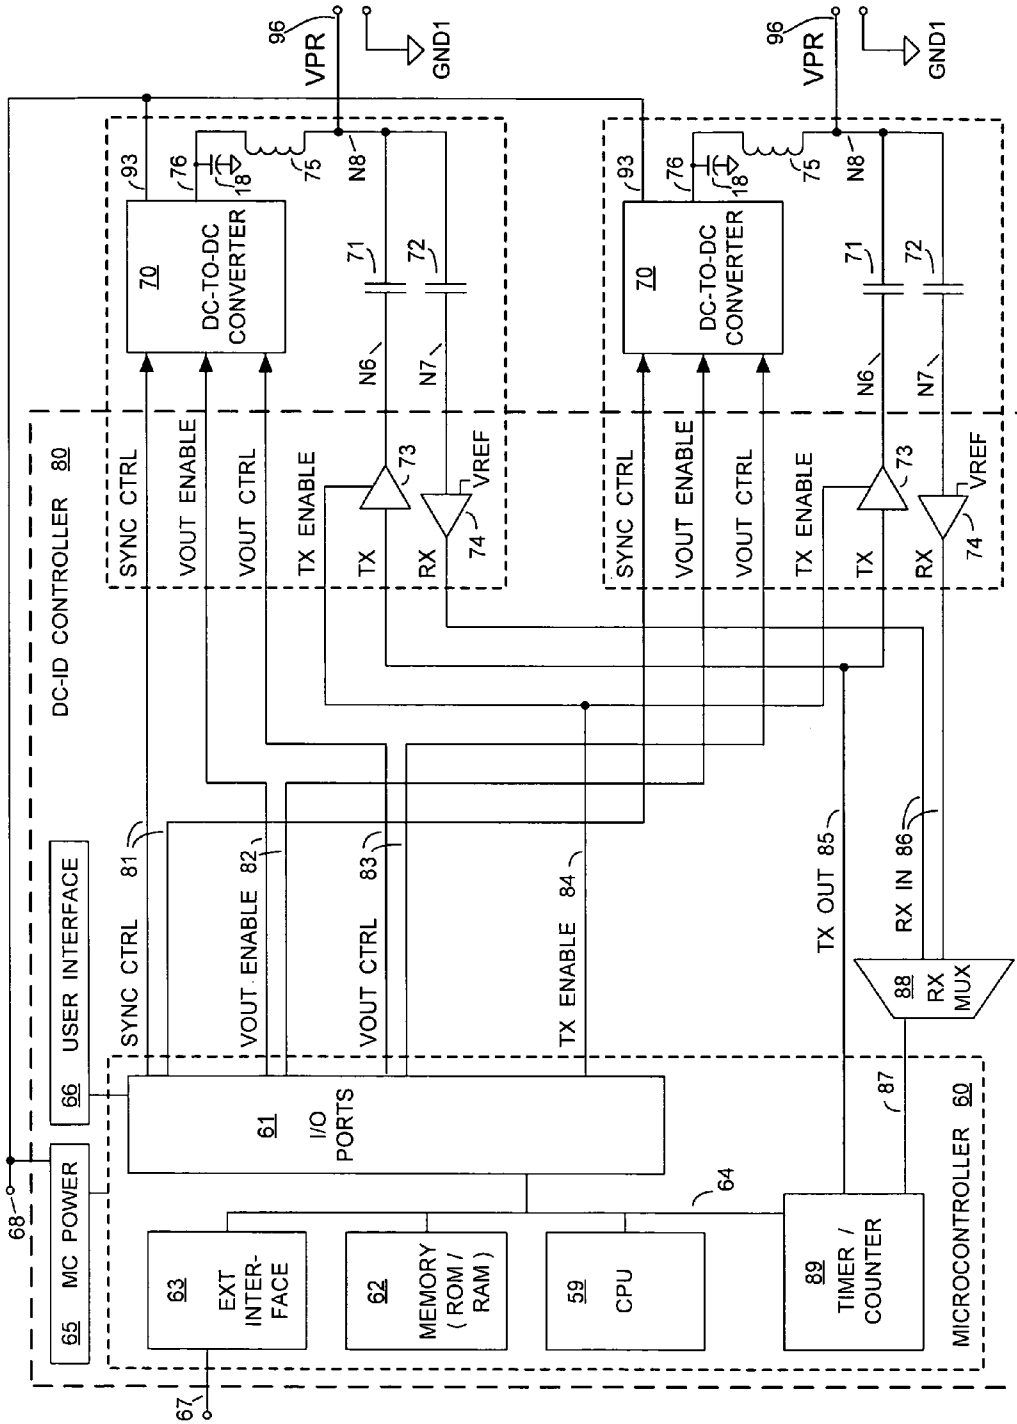 DC-ID CONTROLLER 80
68
67
65 MC POWER
66 USER INTERFACE
63
EXT
INTER-
FACE
62
MEMORY
( ROM /
RAM )
59
CPU
89
TIMER /
COUNTER
64
87
MICROCONTROLLER 60
61
I/O
PORTS
SYNC CTRL 81
VOUT ENABLE 82
VOUT CTRL 83
TX ENABLE 84
TX OUT 85
RX IN 86
88
RX
MUX
SYNC CTRL
VOUT ENABLE
VOUT CTRL
TX ENABLE
TX
RX
73
74
VREF
N6
N7
70
DC-TO-DC
CONVERTER
71
72
93
76
18
75
N8
VPR
96
GND1
SYNC CTRL
VOUT ENABLE
VOUT CTRL
TX ENABLE
TX
RX
73
74
VREF
N6
N7
70
DC-TO-DC
CONVERTER
71
72
93
76
18
75
N8
VPR
96
GND1